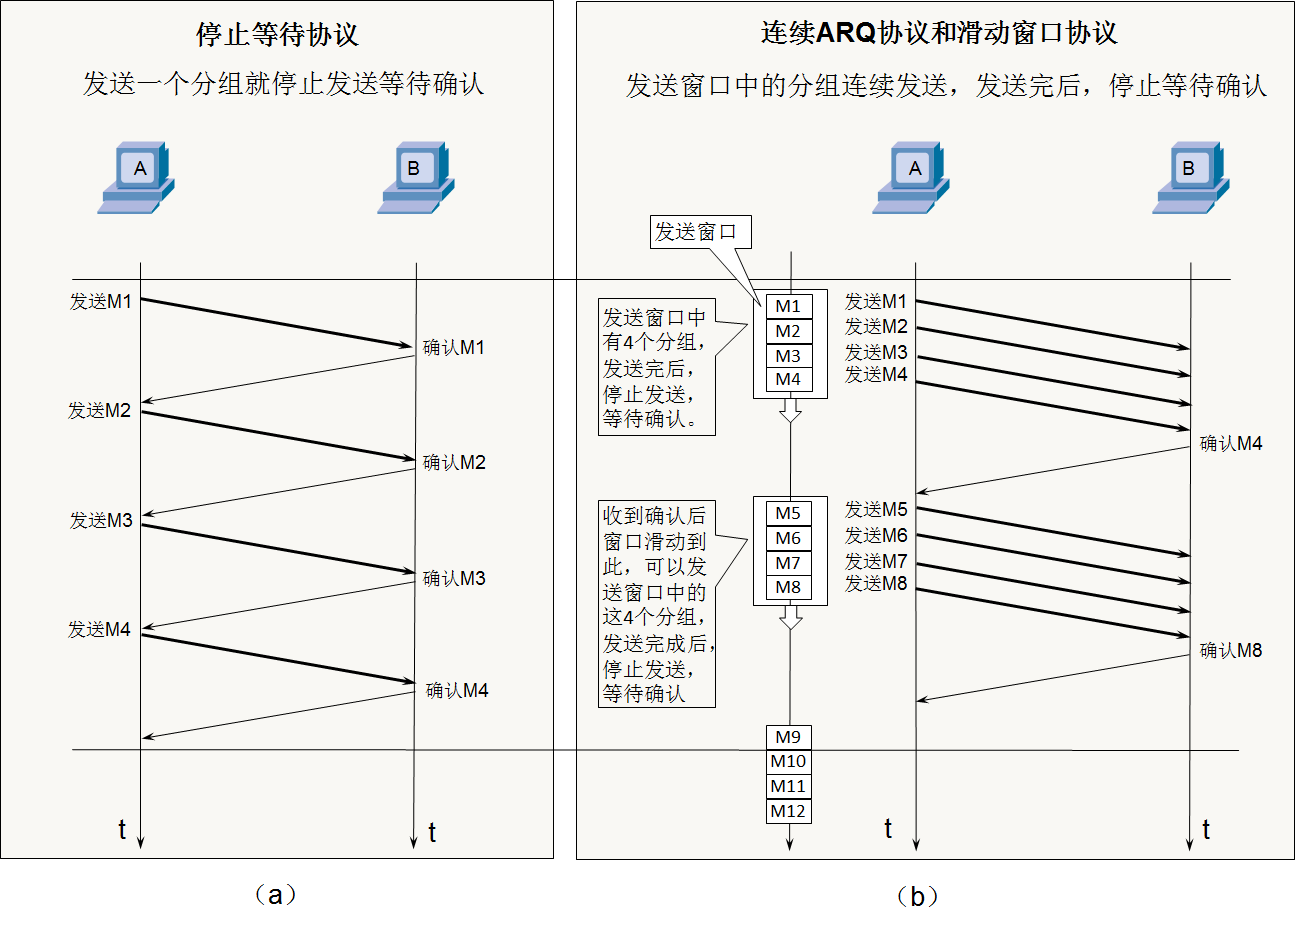 停止等待协议
发送一个分组就停止发送等待确认
A
B
发送M1
确认M1
发送M2
确认M2
发送M3
确认M3
发送M4
确认M4
t
t
（a）
连续ARQ协议和滑动窗口协议
发送窗口中的分组连续发送，发送完后，停止等待确认
A
B
发送窗口
发送窗口中
有4个分组，
发送完后，
停止发送，
等待确认。
M1
M2
M3
M4
发送M1
发送M2
发送M3
发送M4
确认M4
收到确认后
窗口滑动到
此，可以发
送窗口中的
这4个分组，
发送完成后，
停止发送，
等待确认
M5
M6
M7
M8
发送M5
发送M6
发送M7
发送M8
确认M8
M9
M10
M11
M12
t
t
（b）